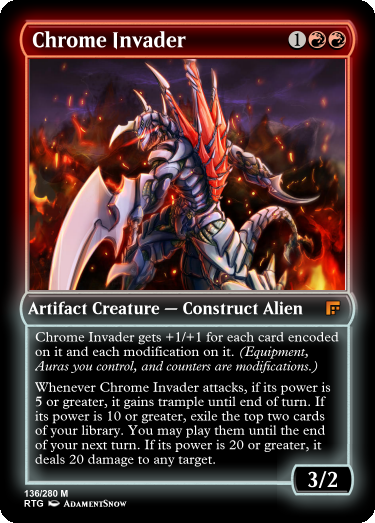 Chrome Invader 1
Artifact Creature — Construct Alien
Chrome Invader gets +1/+1 for each card encoded
on it and each modification on it. (Equipment,
Auras you control, and counters are modifications.)
Whenever Chrome Invader attacks, if its power is
5 or greater, it gains trample until end of turn. If
its power is 10 or greater, exile the top two cards
of your library. You may play them until the end
of your next turn. If its power is 20 or greater, it
deals 20 damage to any target.
3/2
136/280 M
RTG AdamentSnow